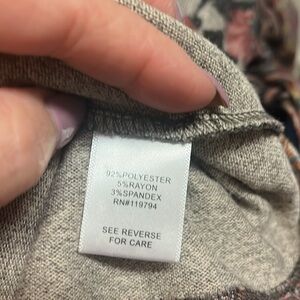 92%POLYESTER
5%RAYON
3%SPANDEX
RN#119794
SEE REVERSE
FOR CARE